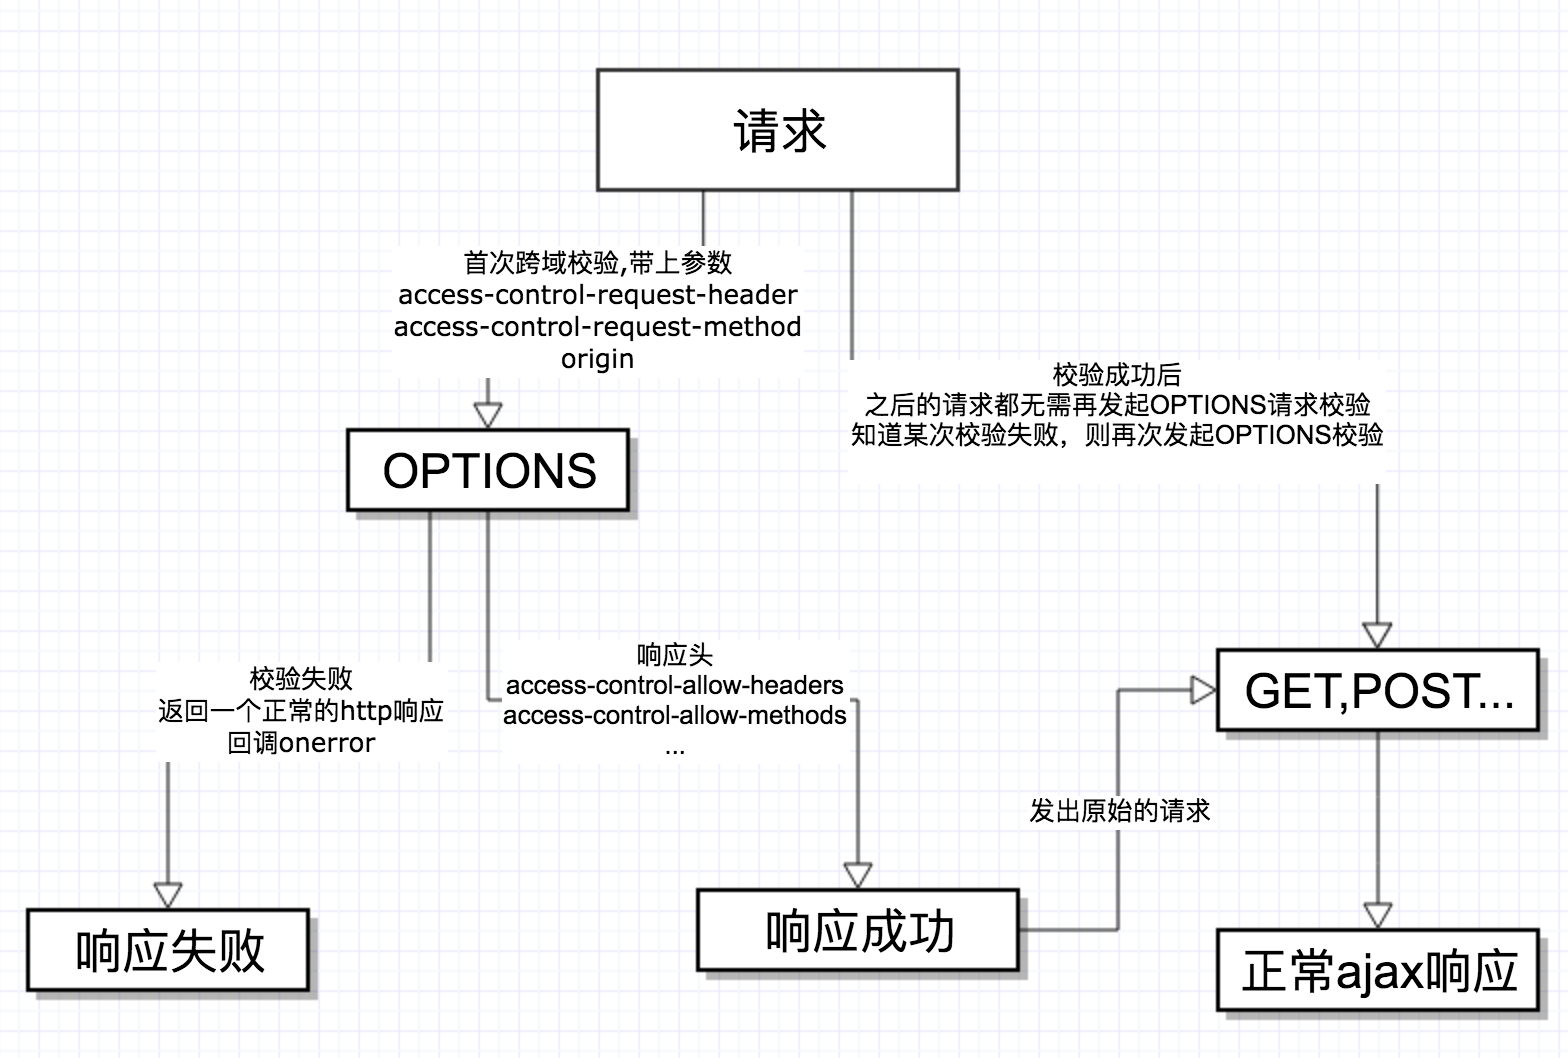 请求
首次跨域校验,带上参数
access-control-request-header
access-control-request-method
origin
校验成功后
之后的请求都无需再发起OPTIONS请求校验
知道某次校验失败，则再次发起OPTIONS校验
OPTIONS
校验失败
返回一个正常的http响应
回调onerror
响应头
access-control-allow-headers
access-control-allow-methods
...
GET,POST...
发出原始的请求
响应失败
响应成功
正常ajax响应